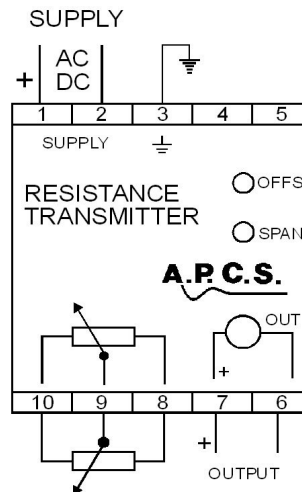 SUPPLY
+ AC
DC
1 2 3 4 5
SUPPLY
OFFS
RESISTANCE
TRANSMITTER
SPAN
A.P.C.S.
OUT
+
10 9 8 7 6
+
OUTPUT